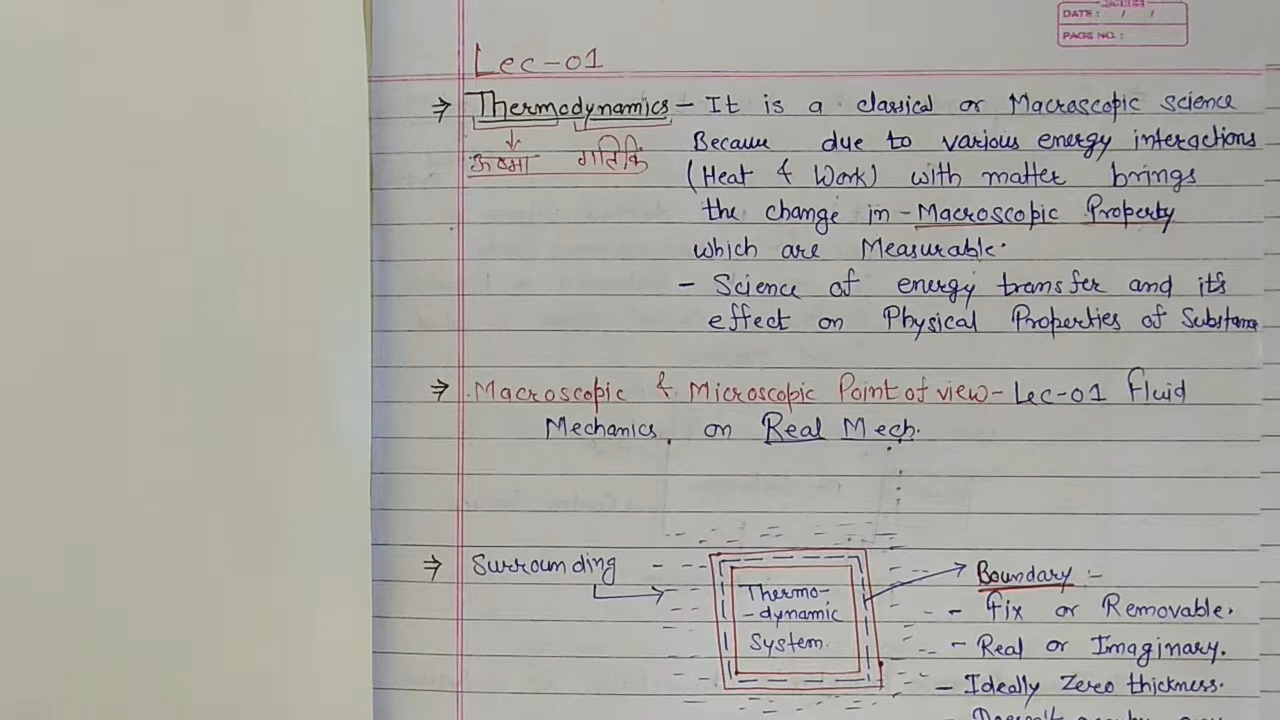 DATE : / /
PAGE NO. :
Lec-01
⇒ Thermodynamics - It is a classical or Macroscopic science
ऊष्मा गतिकि
Because due to various energy interactions
(Heat & Work) with matter brings
the change in - Macroscopic Property
which are Measurable.
- Science of energy transfer and it's
effect on Physical Properties of
⇒ Macroscopic & Microscopic Point of view - Lec-01 Fluid
Mechanics, on Real Mech.
⇒ Surrounding
Thermo-
-dynamic
System.
Boundary :-
- Fix or Removable.
- Real or Imaginary.
- Ideally Zero thickness.